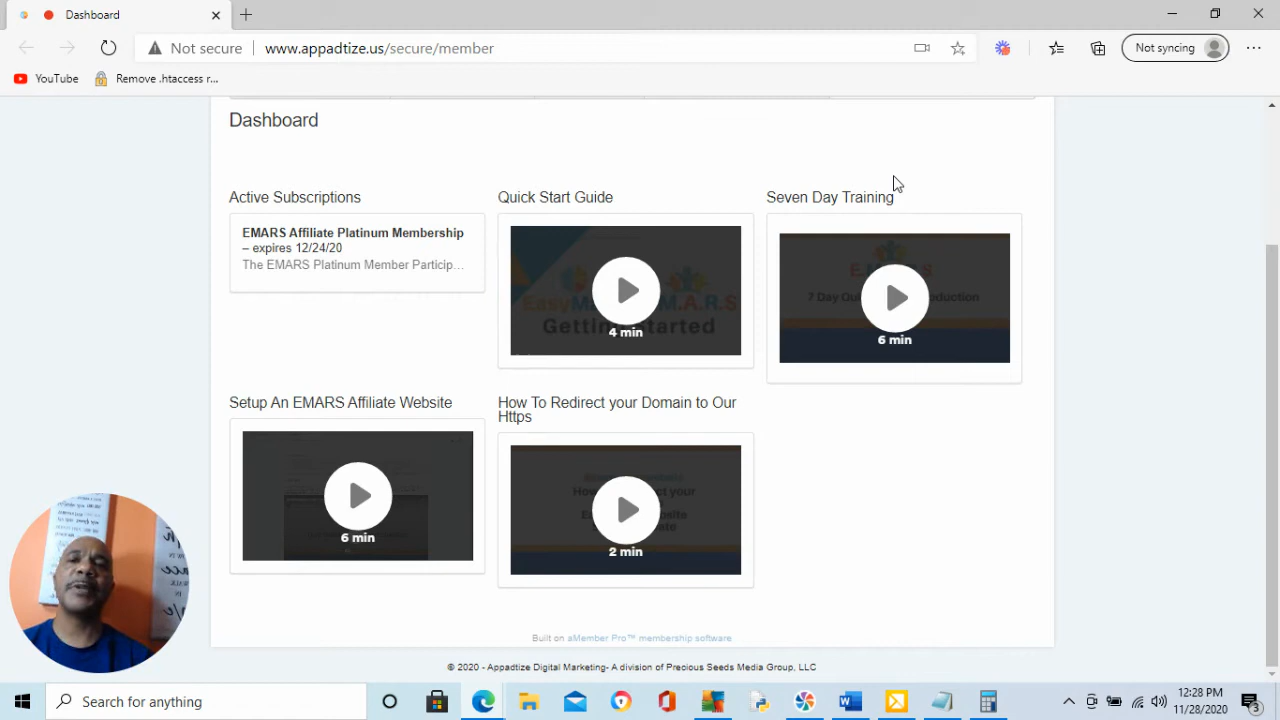 Dashboard
Not secure
www.appadtize.us/secure/member
Not syncing
YouTube
Remove .htaccess r...
Dashboard
Active Subscriptions
EMARS Affiliate Platinum Membership
– expires 12/24/20
The EMARS Platinum Member Particip...
Quick Start Guide
Getting Started
4 min
Seven Day Training
E.M.A.R.S
6 min
Setup An EMARS Affiliate Website
6 min
How To Redirect your Domain to Our
Https
2 min
Built on aMember Pro™ membership software
© 2020 - Appadtize Digital Marketing- A division of Precious Seeds Media Group, LLC
Search for anything
12:28 PM
11/28/2020
3